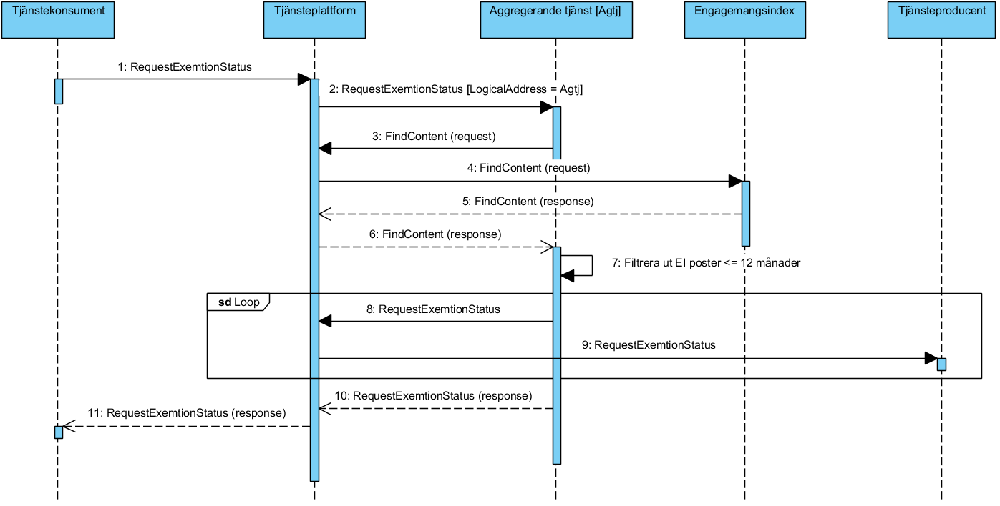 Tjänstekonsument
Tjänsteplattform
Aggregerande tjänst [Agtj]
Engagemangsindex
Tjänsteproducent
1: RequestExemtionStatus
2: RequestExemtionStatus [LogicalAddress = Agtj]
3: FindContent (request)
4: FindContent (request)
5: FindContent (response)
6: FindContent (response)
7: Filtrera ut EI poster <= 12 månader
sd Loop
8: RequestExemtionStatus
9: RequestExemtionStatus
10: RequestExemtionStatus (response)
11: RequestExemtionStatus (response)